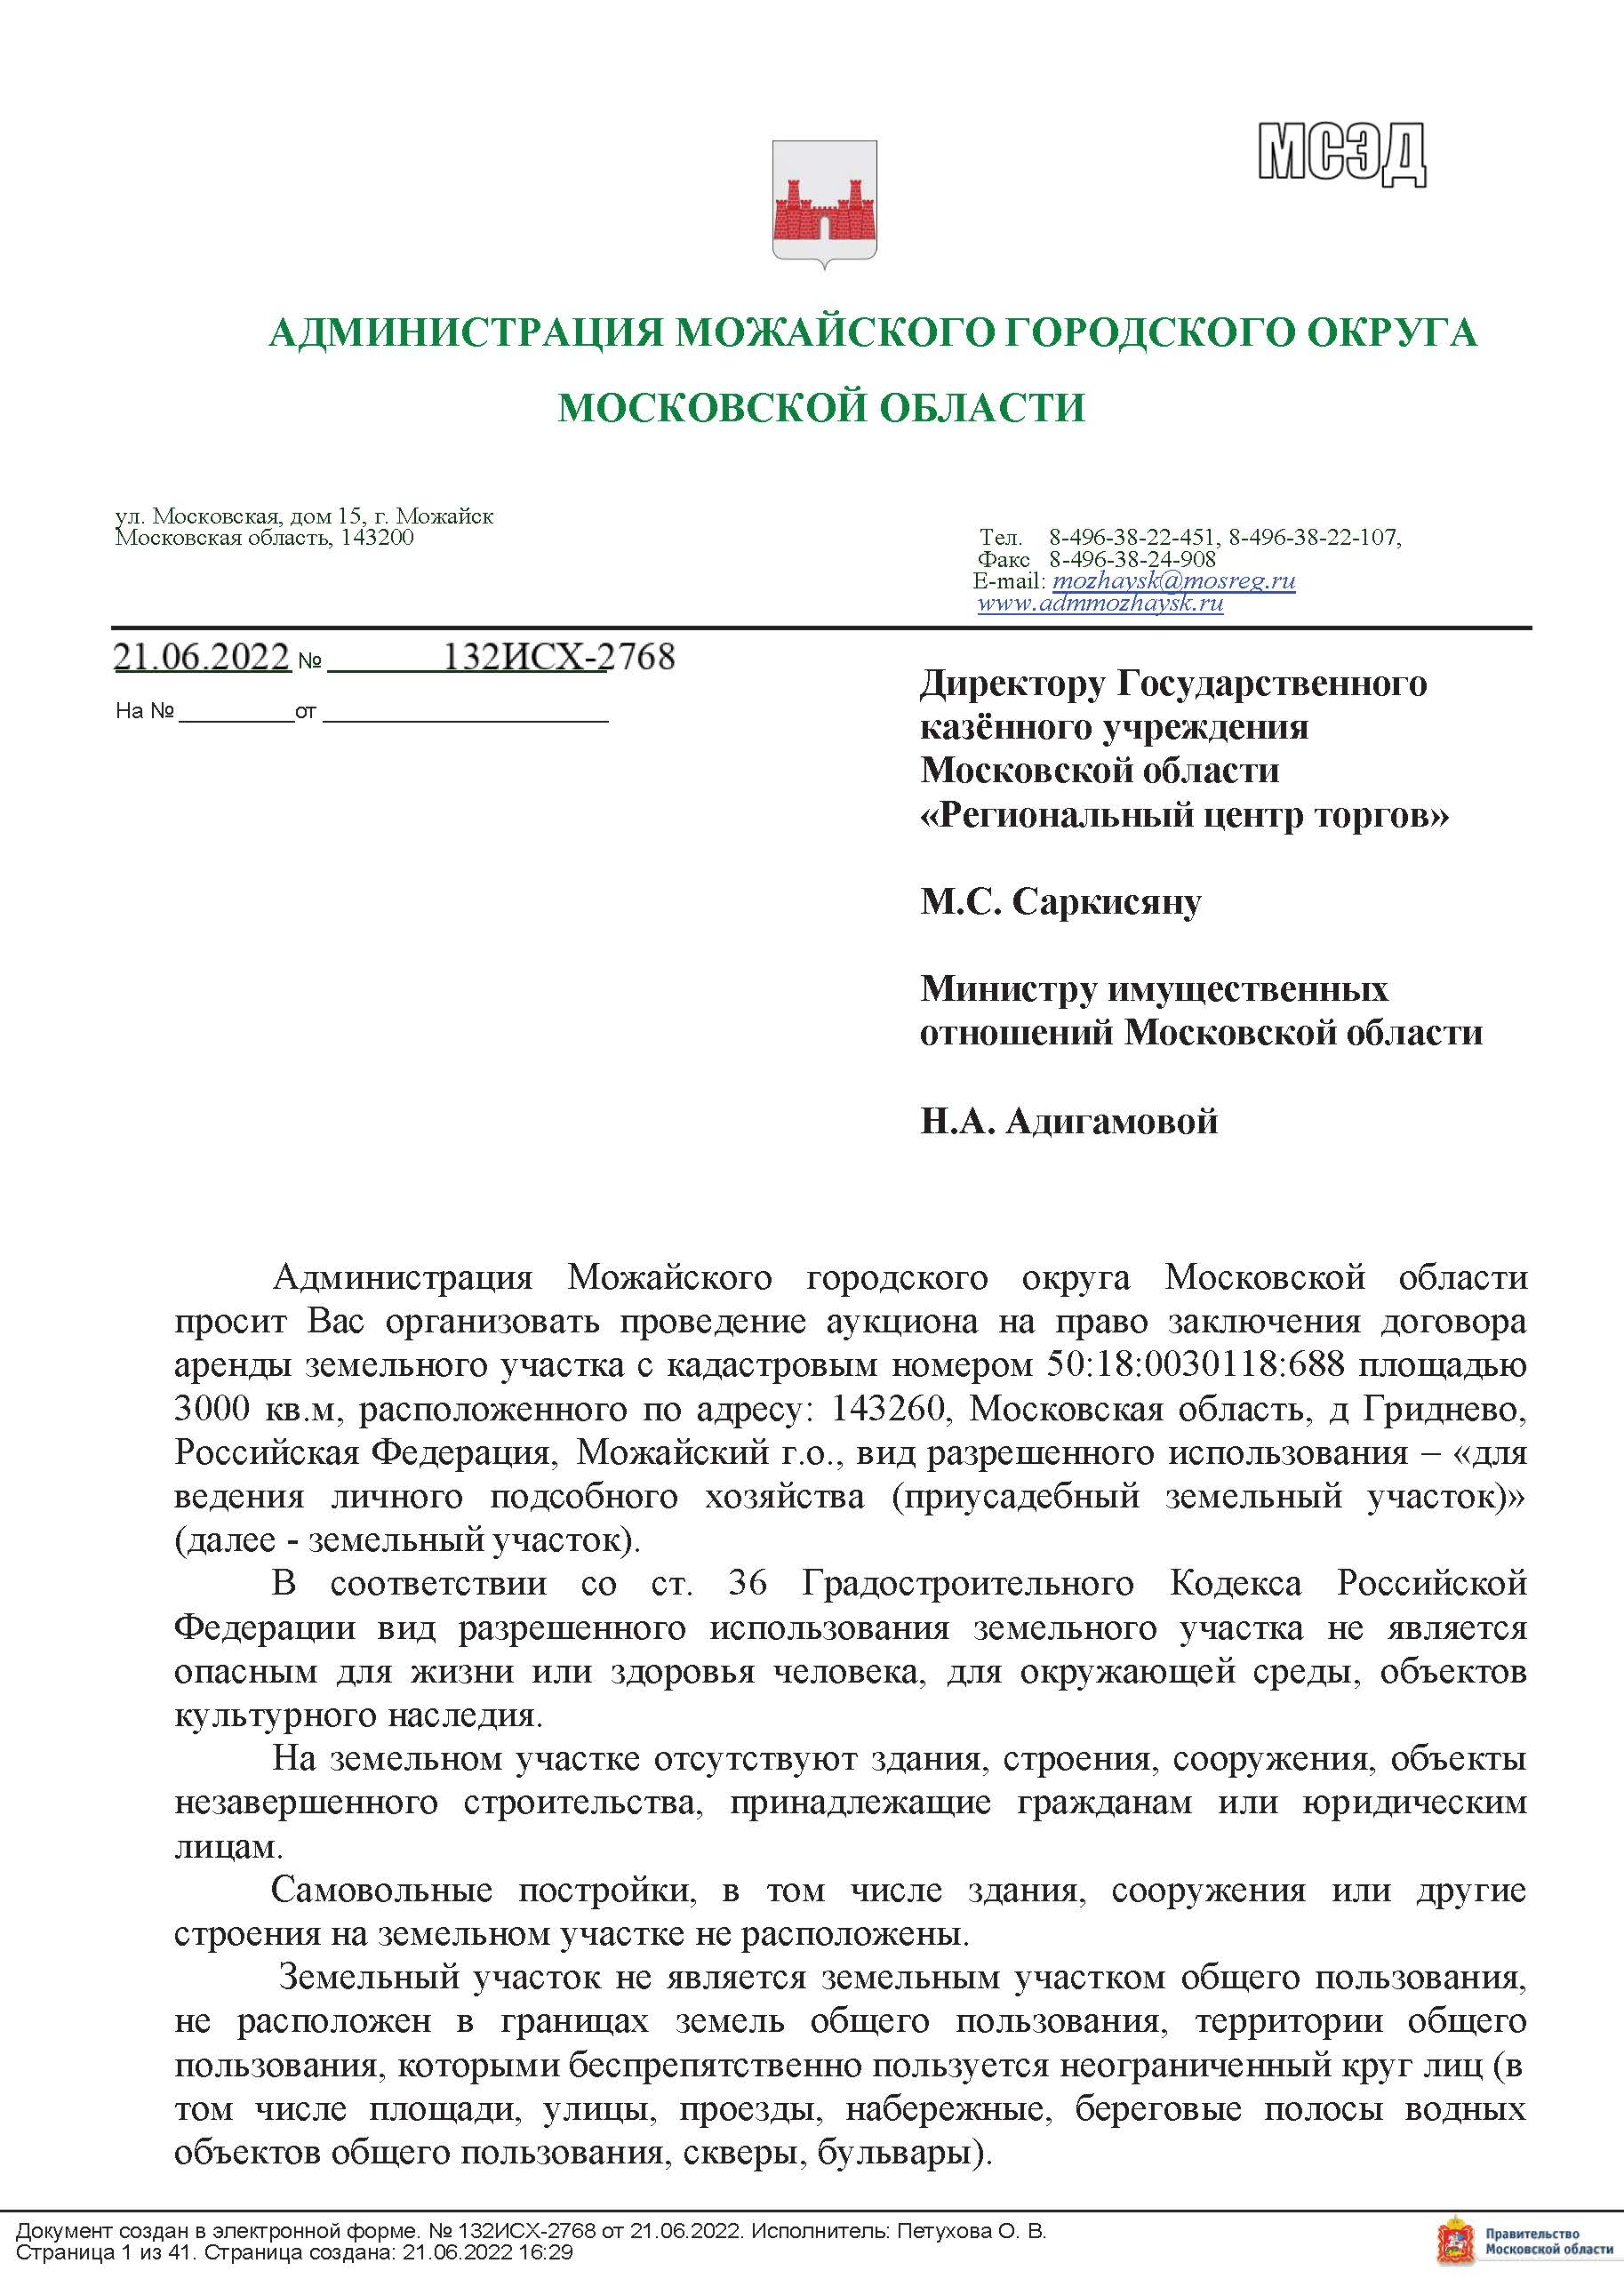 МСЭД
АДМИНИСТРАЦИЯ МОЖАЙСКОГО ГОРОДСКОГО ОКРУГА
МОСКОВСКОЙ ОБЛАСТИ
ул. Московская, дом 15, г. Можайск
Московская область, 143200
Тел. 8-496-38-22-451, 8-496-38-22-107,
Факс 8-496-38-24-908
E-mail: mozhaysk@mosreg.ru
www.admmozhaysk.ru
21.06.2022 № 132ИСХ-2768
На № __________от ________________________
Директору Государственного
казённого учреждения
Московской области
«Региональный центр торгов»
М.С. Саркисяну
Министру имущественных
отношений Московской области
Н.А. Адигамовой
Администрация Можайского городского округа Московской области
просит Вас организовать проведение аукциона на право заключения договора
аренды земельного участка с кадастровым номером 50:18:0030118:688 площадью
3000 кв.м, расположенного по адресу: 143260, Московская область, д Гриднево,
Российская Федерация, Можайский г.о., вид разрешенного использования – «для
ведения личного подсобного хозяйства (приусадебный земельный участок)»
(далее - земельный участок).
В соответствии со ст. 36 Градостроительного Кодекса Российской
Федерации вид разрешенного использования земельного участка не является
опасным для жизни или здоровья человека, для окружающей среды, объектов
культурного наследия.
На земельном участке отсутствуют здания, строения, сооружения, объекты
незавершенного строительства, принадлежащие гражданам или юридическим
лицам.
Самовольные постройки, в том числе здания, сооружения или другие
строения на земельном участке не расположены.
Земельный участок не является земельным участком общего пользования,
не расположен в границах земель общего пользования, территории общего
пользования, которыми беспрепятственно пользуется неограниченный круг лиц (в
том числе площади, улицы, проезды, набережные, береговые полосы водных
объектов общего пользования, скверы, бульвары).
Документ создан в электронной форме. № 132ИСХ-2768 от 21.06.2022. Исполнитель: Петухова О. В.
Страница 1 из 41. Страница создана: 21.06.2022 16:29
Правительство
Московской области